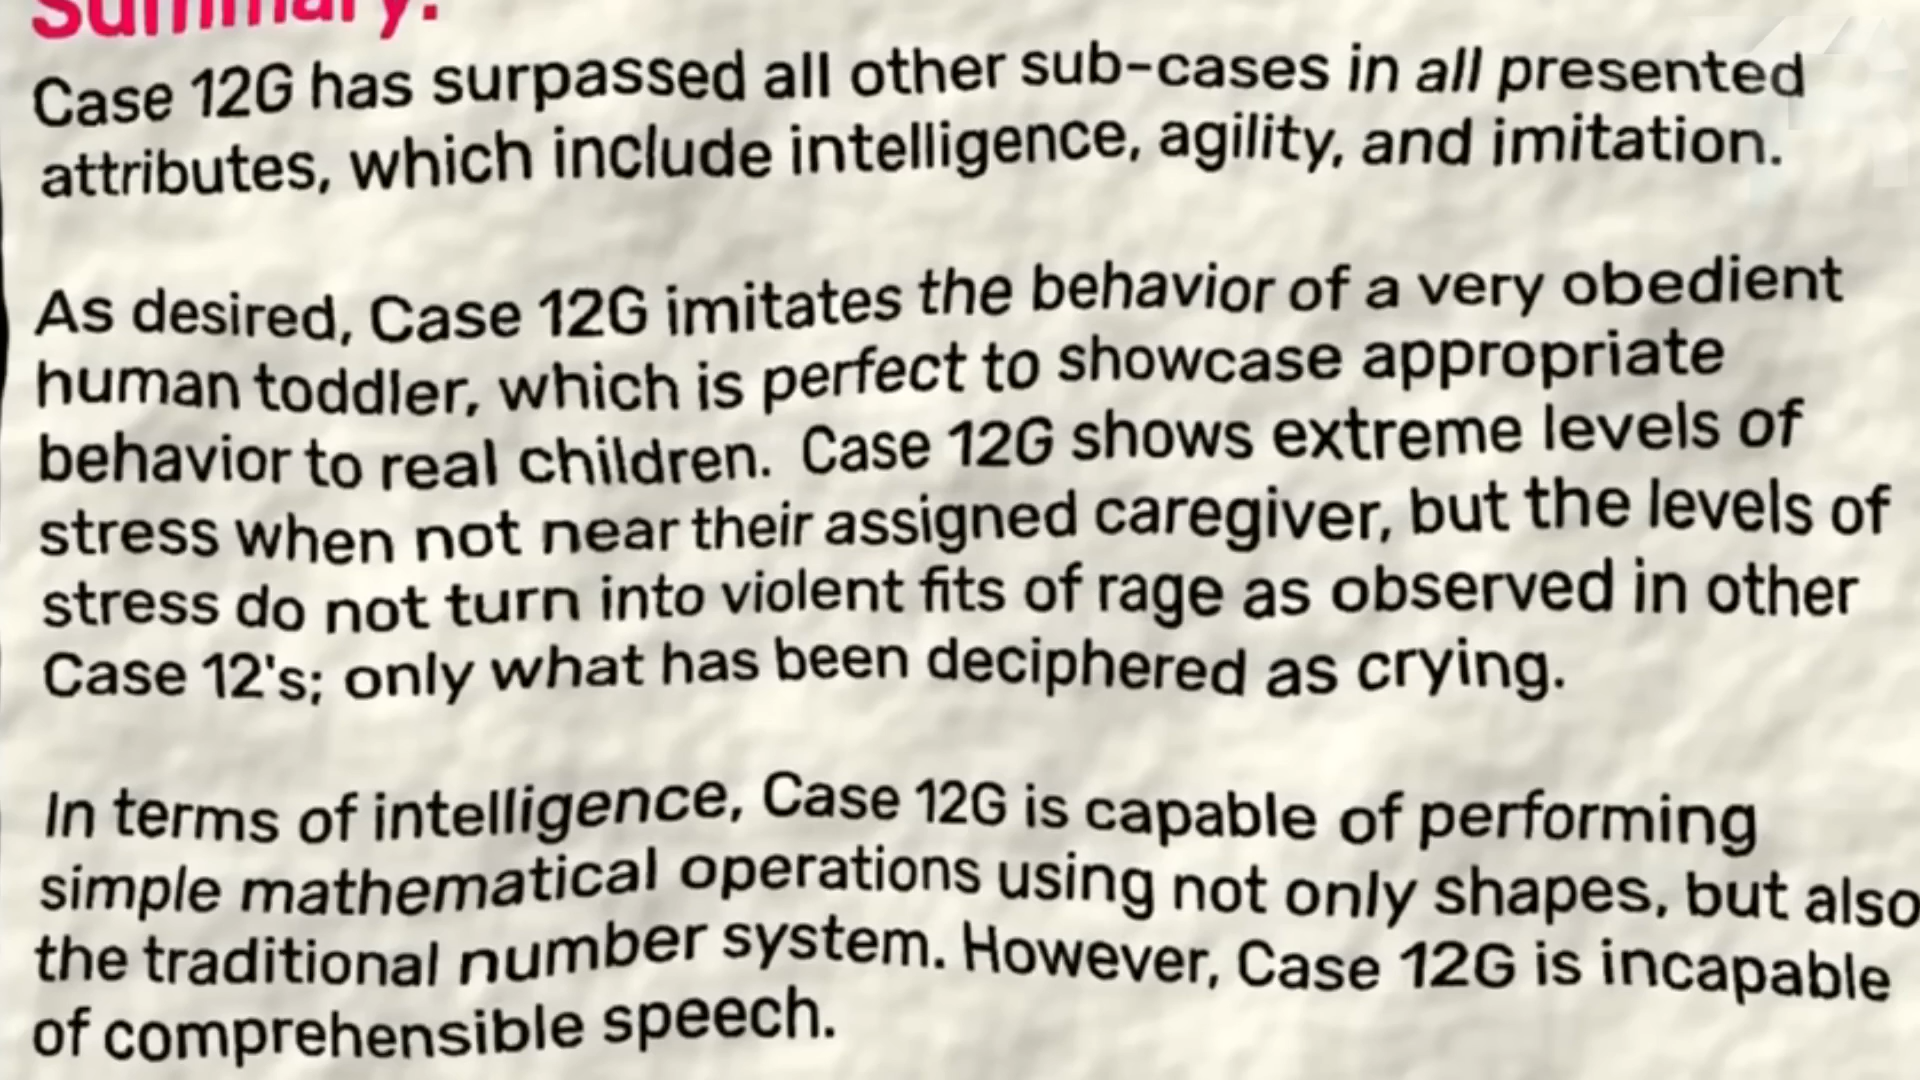 Summary:
Case 12G has surpassed all other sub-cases in all presented
attributes, which include intelligence, agility, and imitation.
As desired, Case 12G imitates the behavior of a very obedient
human toddler, which is perfect to showcase appropriate
behavior to real children. Case 12G shows extreme levels of
stress when not near their assigned caregiver, but the levels of
stress do not turn into violent fits of rage as observed in other
Case 12's; only what has been deciphered as crying.
In terms of intelligence, Case 12G is capable of performing
simple mathematical operations using not only shapes, but also
the traditional number system. However, Case 12G is incapable
of comprehensible speech.